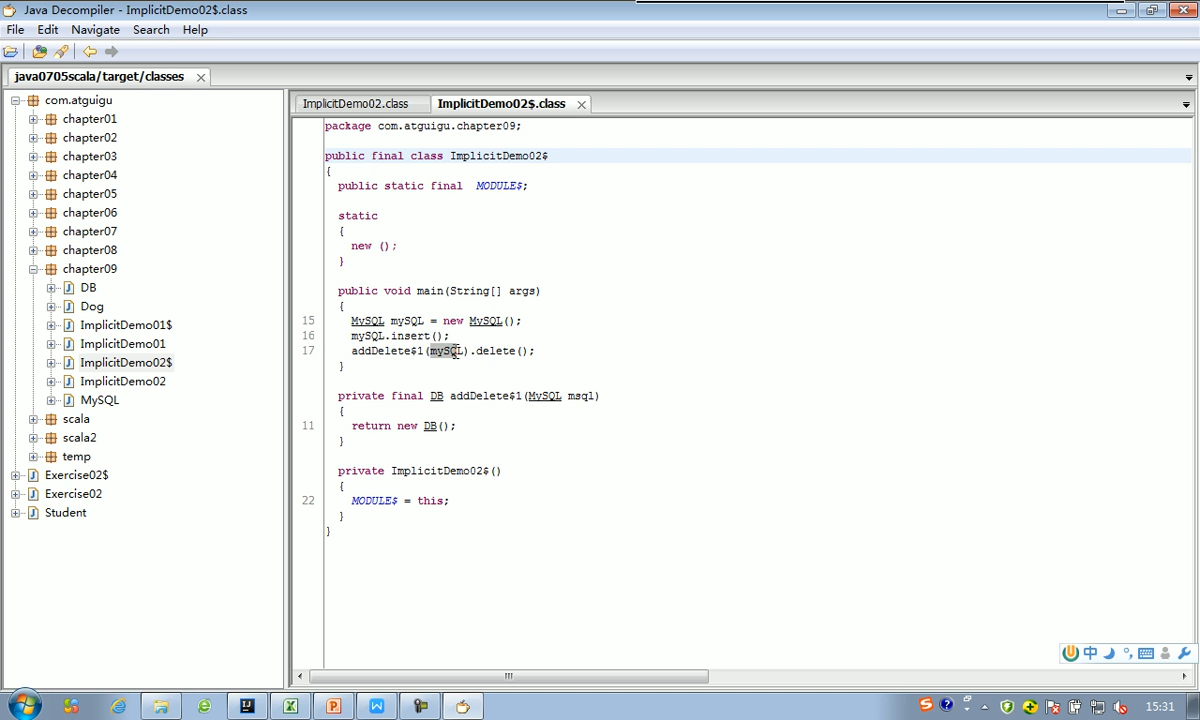 Java Decompiler - ImplicitDemo02$.class
File Edit Navigate Search Help
java0705scala/target/classes
com.atguigu
chapter01
chapter02
chapter03
chapter04
chapter05
chapter06
chapter07
chapter08
chapter09
DB
Dog
ImplicitDemo01$
ImplicitDemo01
ImplicitDemo02$
ImplicitDemo02
MySQL
scala
scala2
temp
Exercise02$
Exercise02
Student
ImplicitDemo02.class ImplicitDemo02$.class
package com.atguigu.chapter09;
public final class ImplicitDemo02$
{
public static final  MODULE$;
static
{
new ();
}
public void main(String[] args)
{
15 MySQL mySQL = new MySQL();
16 mySQL.insert();
17 addDelete$1(mySQL).delete();
}
private final DB addDelete$1(MySQL msql)
{
11 return new DB();
}
private ImplicitDemo02$()
{
22 MODULE$ = this;
}
}
中
15:31